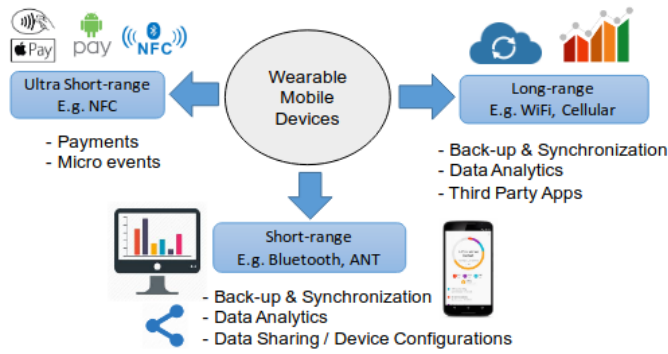 Pay
pay
NFC
Wearable
Mobile
Devices
Ultra Short-range
E.g. NFC
Long-range
E.g. WiFi, Cellular
- Payments
- Micro events
- Back-up & Synchronization
- Data Analytics
- Third Party Apps
Short-range
E.g. Bluetooth, ANT
- Back-up & Synchronization
- Data Analytics
- Data Sharing / Device Configurations